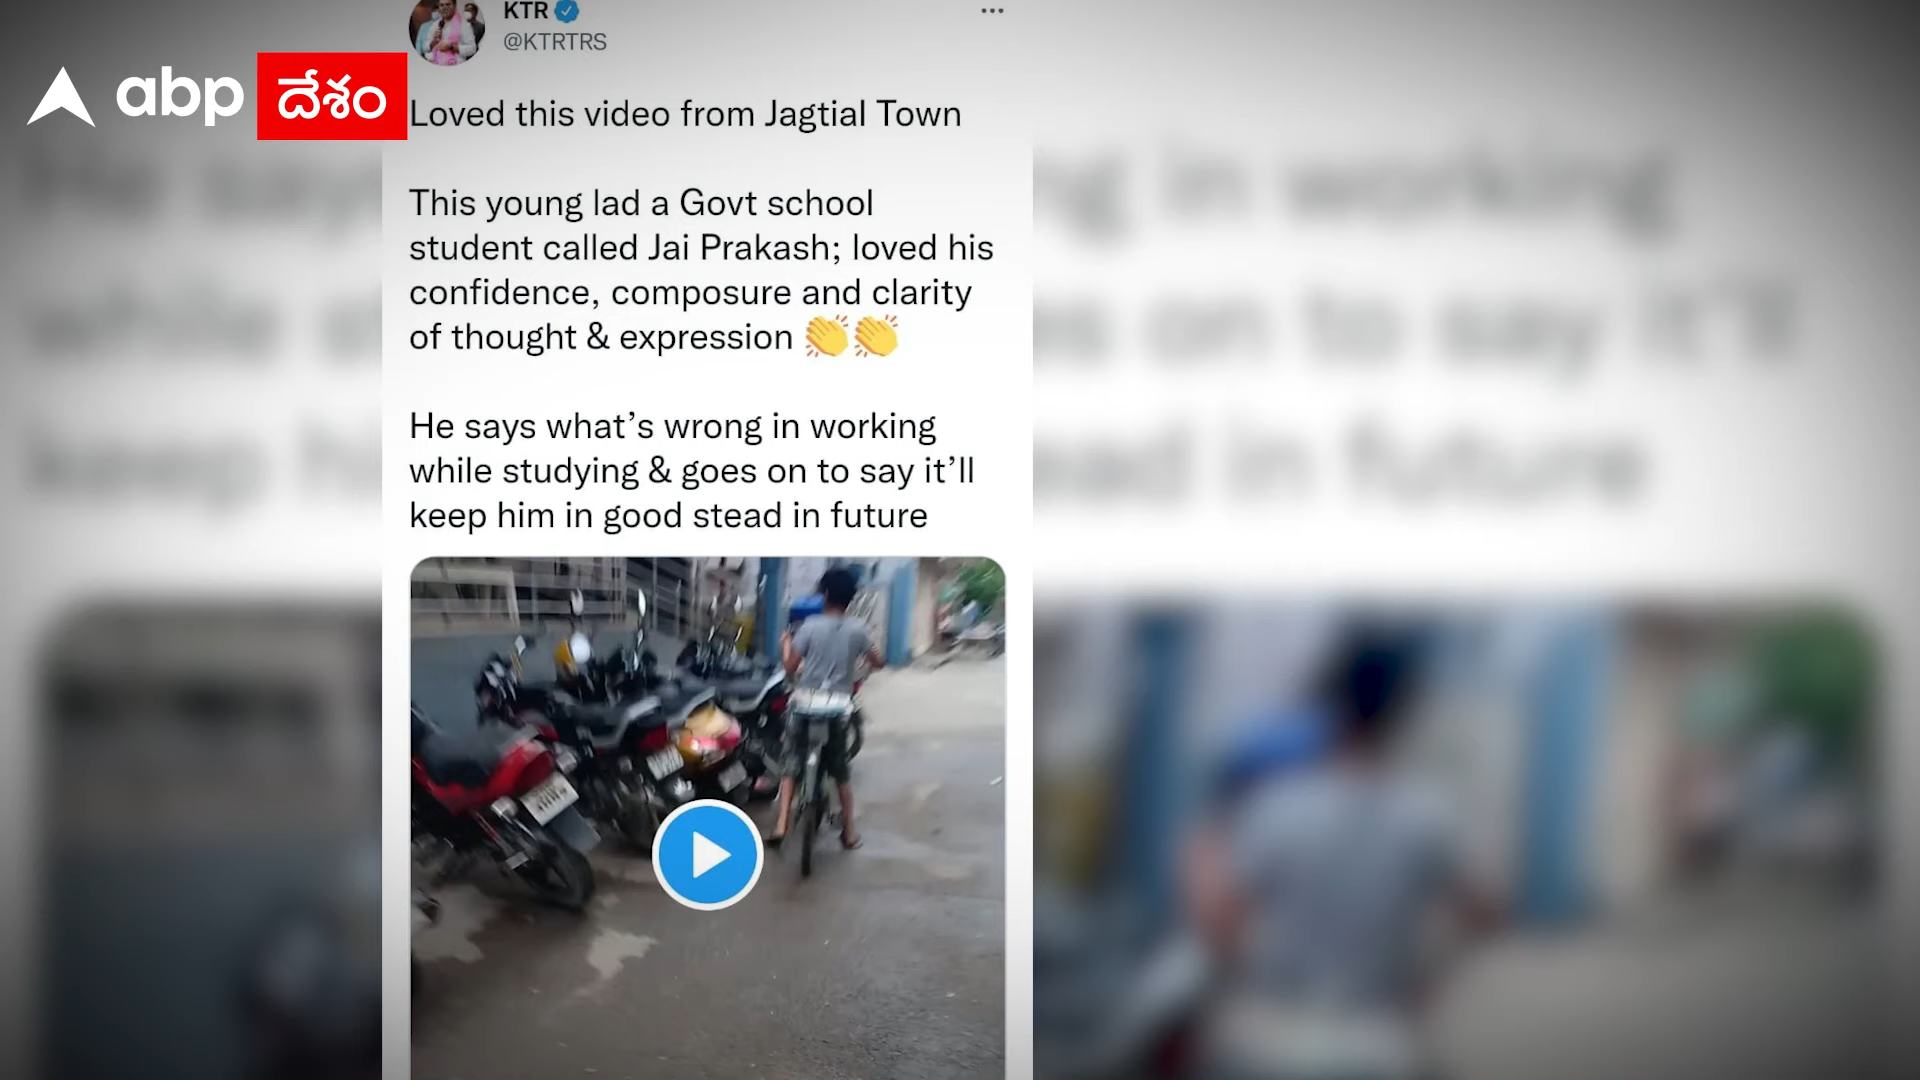 KTR
@KTRTRS
abp దేశం
Loved this video from Jagtial Town
This young lad a Govt school
student called Jai Prakash; loved his
confidence, composure and clarity
of thought & expression 👏👏
He says what's wrong in working
while studying & goes on to say it'll
keep him in good stead in future